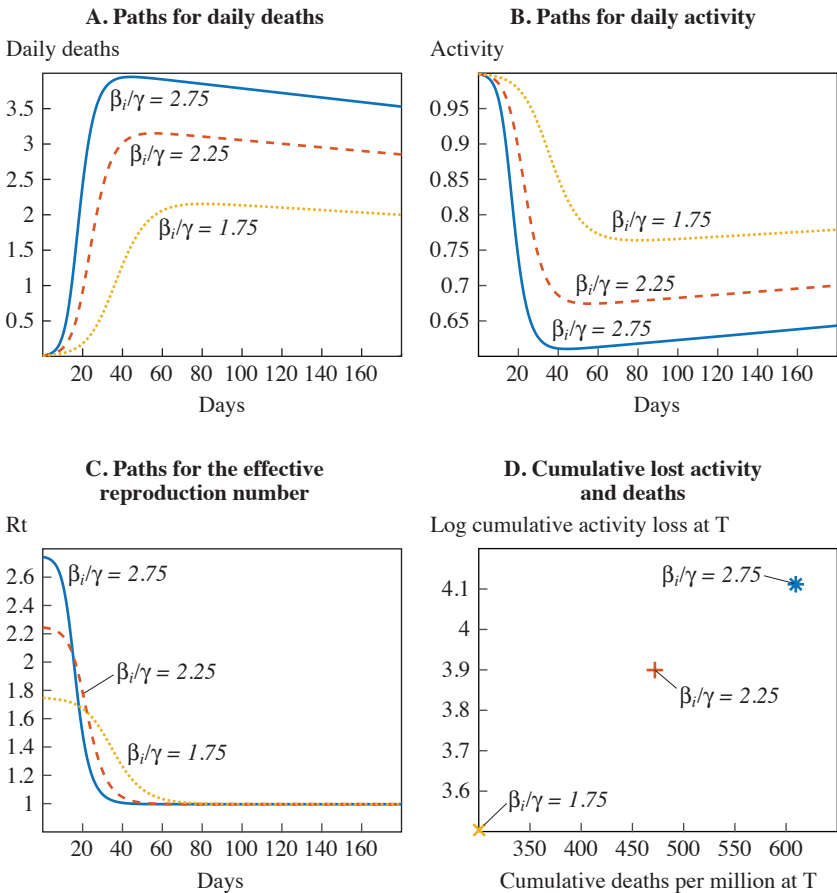 A. Paths for daily deaths
Daily deaths
3.5
3
2.5
2
1.5
1
0.5
βᵢ/γ = 2.75
βᵢ/γ = 2.25
βᵢ/γ = 1.75
20 40 60 80 100 120 140 160
Days
B. Paths for daily activity
Activity
0.95
0.9
0.85
0.8
0.75
0.7
0.65
βᵢ/γ = 1.75
βᵢ/γ = 2.25
βᵢ/γ = 2.75
20 40 60 80 100 120 140 160
Days
C. Paths for the effective
reproduction number
Rt
2.6
2.4
2.2
2
1.8
1.6
1.4
1.2
1
βᵢ/γ = 2.75
βᵢ/γ = 2.25
βᵢ/γ = 1.75
20 40 60 80 100 120 140 160
Days
D. Cumulative lost activity
and deaths
Log cumulative activity loss at T
4.1
4
3.9
3.8
3.7
3.6
βᵢ/γ = 2.75
βᵢ/γ = 2.25
βᵢ/γ = 1.75
350 400 450 500 550 600
Cumulative deaths per million at T